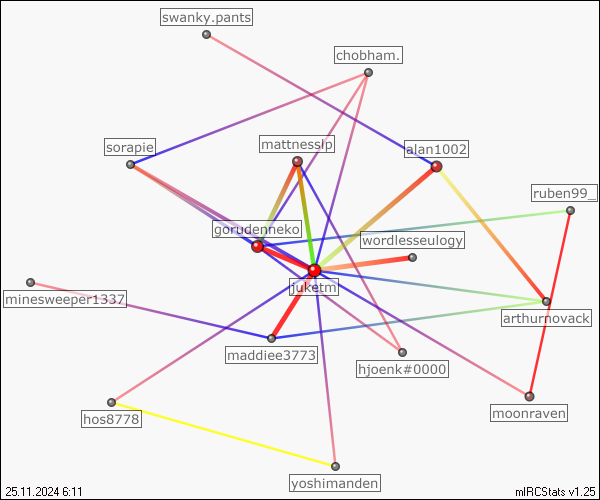 swanky.pants
chobham.
sorapie
mattnesslp
alan1002
ruben99_
gorudenneko
wordlesseulogy
juketm
minesweeper1337
arthurnovack
maddiee3773
hjoenk#0000
hos8778
moonraven
yoshimanden
25.11.2024 6:11
mIRCStats v1.25